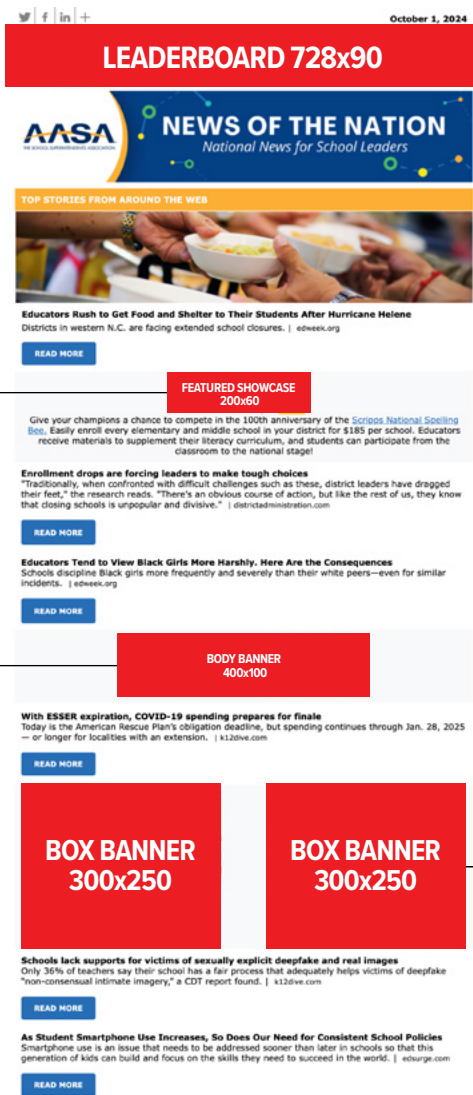 October 1, 2024
LEADERBOARD 728x90
AASA
THE SCHOOL SUPERINTENDENTS ASSOCIATION
NEWS OF THE NATION
National News for School Leaders
TOP STORIES FROM AROUND THE WEB
Educators Rush to Get Food and Shelter to Their Students After Hurricane Helene
Districts in western N.C. are facing extended school closures. | edweek.org
READ MORE
FEATURED SHOWCASE
200x60
Give your champions a chance to compete in the 100th anniversary of the Scripps National Spelling
Bee. Easily enroll every elementary and middle school in your district for $185 per school. Educators
receive materials to supplement their literacy curriculum, and students can participate from the
classroom to the national stage!
Enrollment drops are forcing leaders to make tough choices
"Traditionally, when confronted with difficult challenges such as these, district leaders have dragged
their feet," the research reads. "There's an obvious course of action, but like the rest of us, they know
that closing schools is unpopular and divisive." | districtadministration.com
READ MORE
Educators Tend to View Black Girls More Harshly. Here Are the Consequences
Schools discipline Black girls more frequently and severely than their white peers—even for similar
incidents. | edweek.org
READ MORE
BODY BANNER
400x100
With ESSER expiration, COVID-19 spending prepares for finale
Today is the American Rescue Plan's obligation deadline, but spending continues through Jan. 28, 2025
— or longer for localities with an extension. | k12dive.com
READ MORE
BOX BANNER
300x250
BOX BANNER
300x250
Schools lack supports for victims of sexually explicit deepfake and real images
Only 36% of teachers say their school has a fair process that adequately helps victims of deepfake
"non-consensual intimate imagery," a CDT report found. | k12dive.com
READ MORE
As Student Smartphone Use Increases, So Does Our Need for Consistent School Policies
Smartphone use is an issue that needs to be addressed sooner than later in schools so that this
generation of kids can build and focus on the skills they need to succeed in the world. | edsurge.com
READ MORE